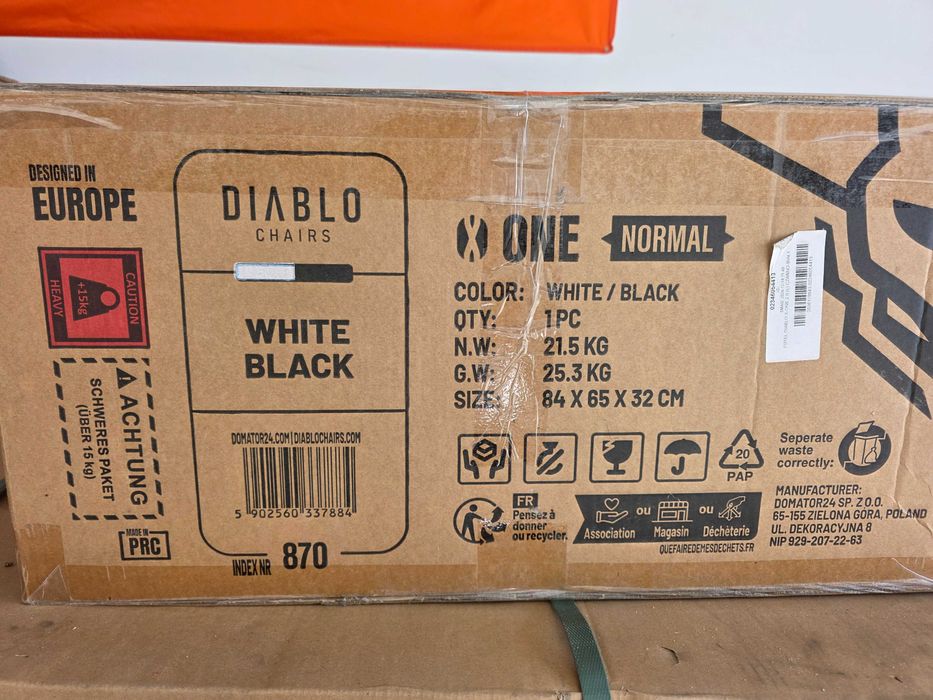 DESIGNED IN
EUROPE
CAUTION
+15kg
HEAVY
ACHTUNG
SCHWERES PAKET
(ÜBER 15 kg)
MADE IN
PRC
DIABLO
CHAIRS
WHITE
BLACK
DOMATOR24.COM | DIABLOCHAIRS.COM
5 902560 337884
INDEX NR 870
X ONE NORMAL
COLOR: WHITE / BLACK
QTY: 1 PC
N.W: 21.5 KG
G.W: 25.3 KG
SIZE: 84 X 65 X 32 CM
20
PAP
Seperate
waste
correctly:
FR
Pensez à
donner
ou recycler.
Association ou Magasin ou Déchèterie
QUEFAIREDEMESDECHETS.FR
MANUFACTURER:
DOMATOR24 SP. Z O.O.
65-155 ZIELONA GÓRA, POLAND
UL. DEKORACYJNA 8
NIP 929-207-22-63